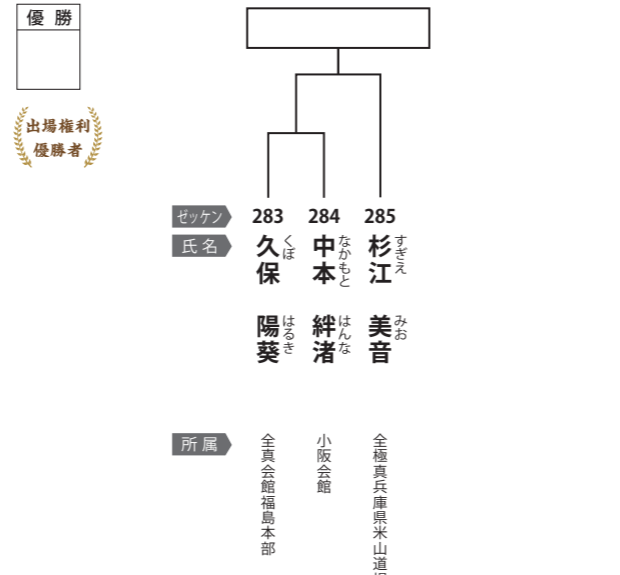 優 勝
出場権利
優勝者
ゼッケン 283 284 285
氏 名
久保 陽葵
くぼ はるき
中本 絆渚
なかもと はんな
杉江 美音
すぎえ みお
所 属
全真会館福島本部
小阪会館
全極真兵庫県米山道